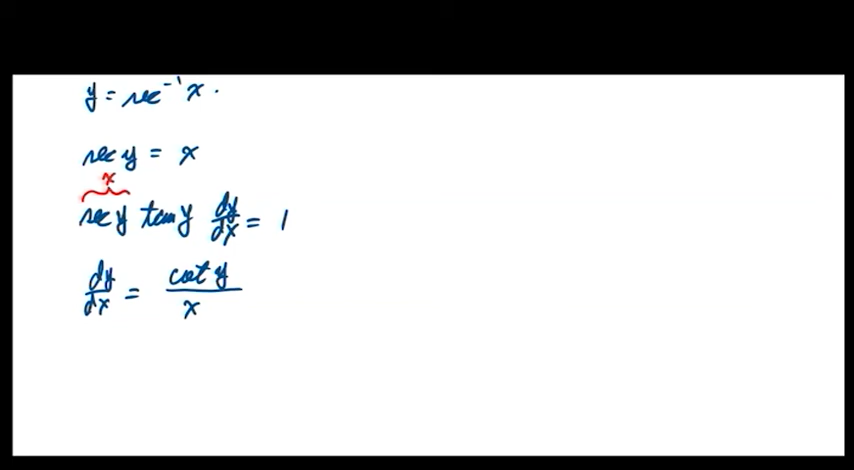 y = sec⁻¹ x .
sec y = x
x
sec y tan y dy/dx = 1
dy/dx = cot y / x